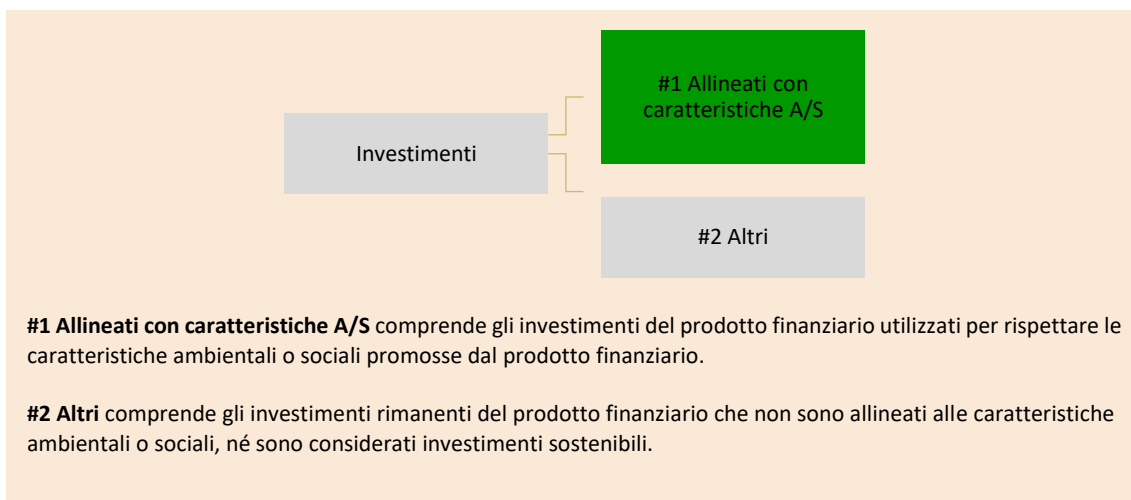 #1 Allineati con
caratteristiche A/S
Investimenti
#2 Altri
#1 Allineati con caratteristiche A/S comprende gli investimenti del prodotto finanziario utilizzati per rispettare le
caratteristiche ambientali o sociali promosse dal prodotto finanziario.
#2 Altri comprende gli investimenti rimanenti del prodotto finanziario che non sono allineati alle caratteristiche
ambientali o sociali, né sono considerati investimenti sostenibili.